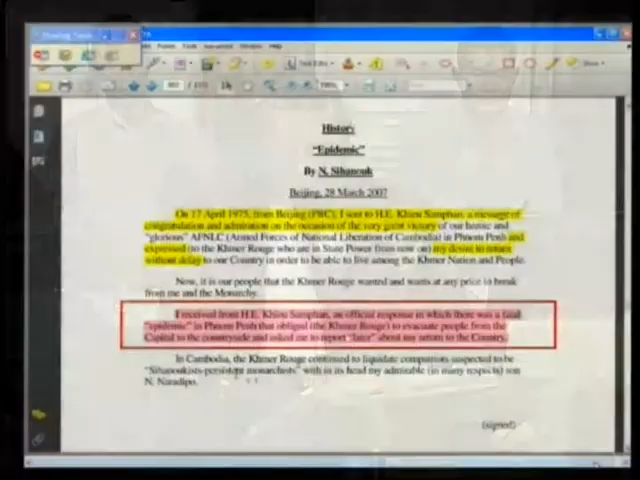 History
“Epidemic”
By N. Sihanouk
Beijing, 28 March 2007
On 17 April 1975, from Beijing (PRC), I sent to H.E. Khieu Samphan, a message of
congratulation and admiration on the occasion of the very great victory of our heroic and
“glorious” AFNLC (Armed Forces of National Liberation of Cambodia) in Phnom Penh and
expressed (to the Khmer Rouge who are in State Power from now on) my desire to return
without delay to our Country in order to be able to live among the Khmer Nation and People.
Now, it is our people that the Khmer Rouge wanted and wants at any price to break
from me and the Monarchy.
I received from H.E. Khieu Samphan, an official response in which there was a fatal
“epidemic” in Phnom Penh that obliged (the Khmer Rouge) to evacuate people from the
Capital to the countryside and asked me to report “later” about my return to the Country.
In Cambodia, the Khmer Rouge continued to liquidate compatriots suspected to be
“Sihanoukists-persistent monarchists” with in its head my admirable (in many respects) son
N. Naradipo.
(signed)